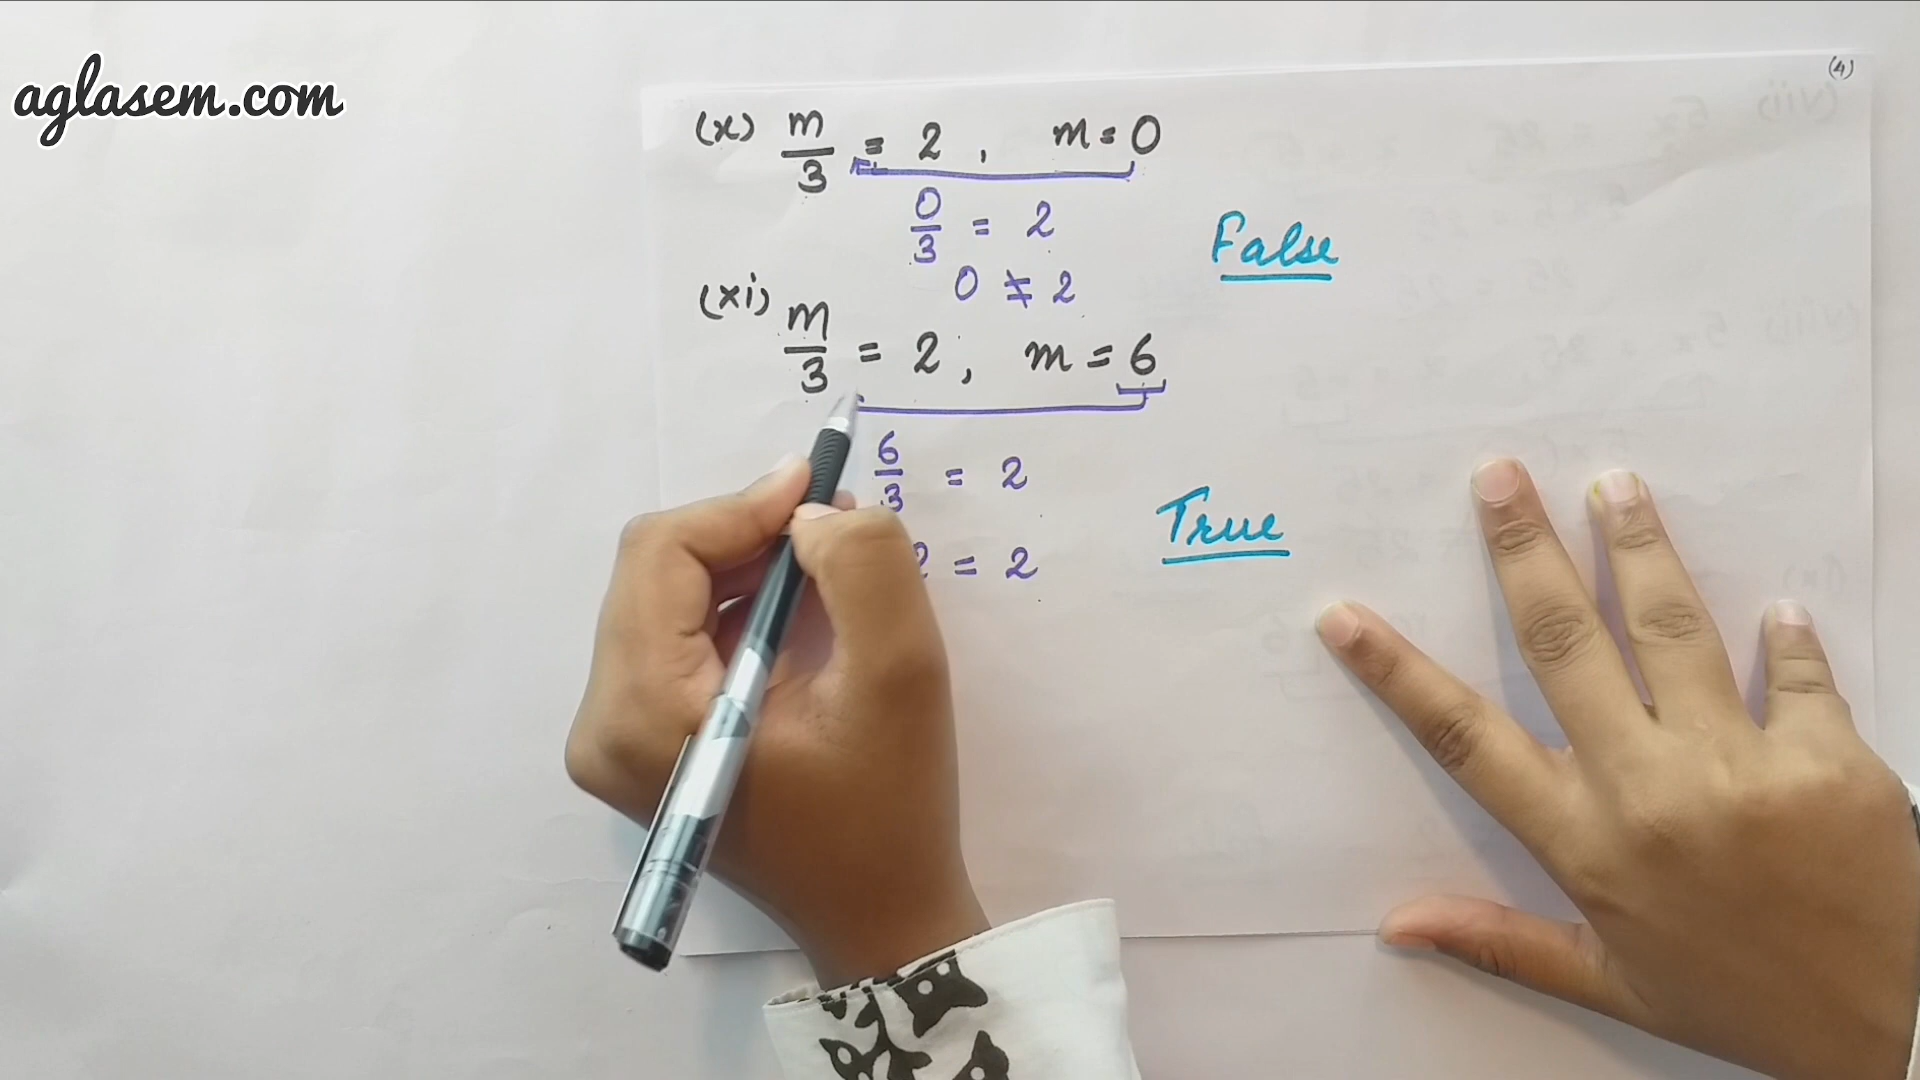 aglasem.com
(4)
(x) m/3 = 2 , m = 0
0/3 = 2
False
0 ≠ 2
(xi) m/3 = 2 , m = 6
6/3 = 2
True
2 = 2